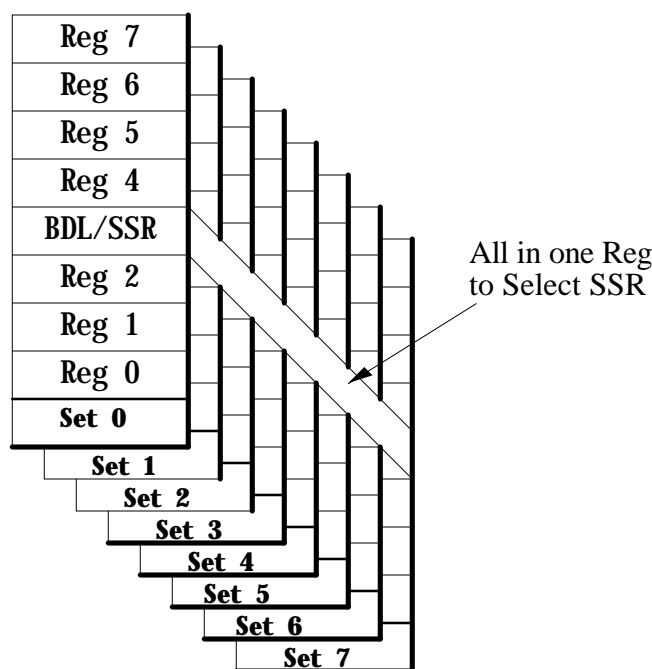 Reg 7
Reg 6
Reg 5
Reg 4
BDL/SSR
Reg 2
Reg 1
Reg 0
Set 0
Set 1
Set 2
Set 3
Set 4
Set 5
Set 6
Set 7
All in one Reg
to Select SSR